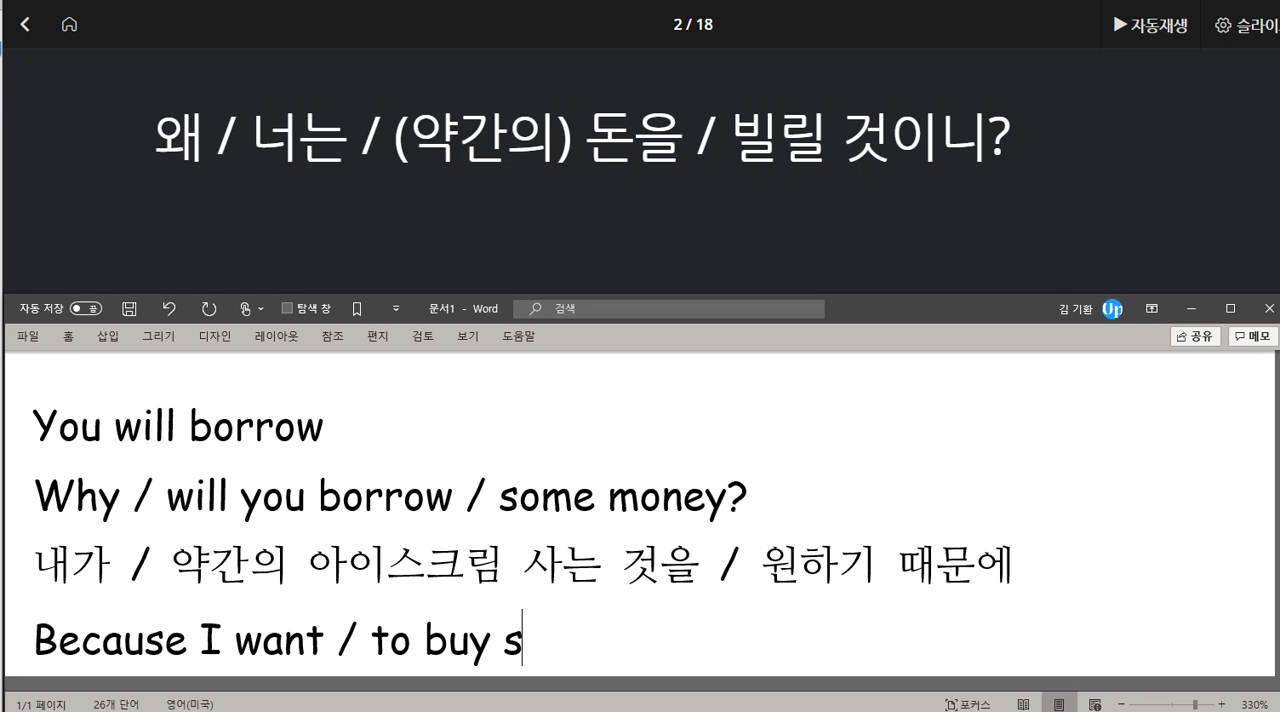 2 / 18
▶ 자동재생
슬라이
왜 / 너는 / (약간의) 돈을 / 빌릴 것이니?
자동 저장 끔 탐색 창 문서1 - Word 검색 김 기환 Up
파일 홈 삽입 그리기 디자인 레이아웃 참조 편지 검토 보기 도움말 공유 메모
You will borrow
Why / will you borrow / some money?
내가 / 약간의 아이스크림 사는 것을 / 원하기 때문에
Because I want / to buy s
1/1 페이지 26개 단어 영어(미국) 포커스 330%